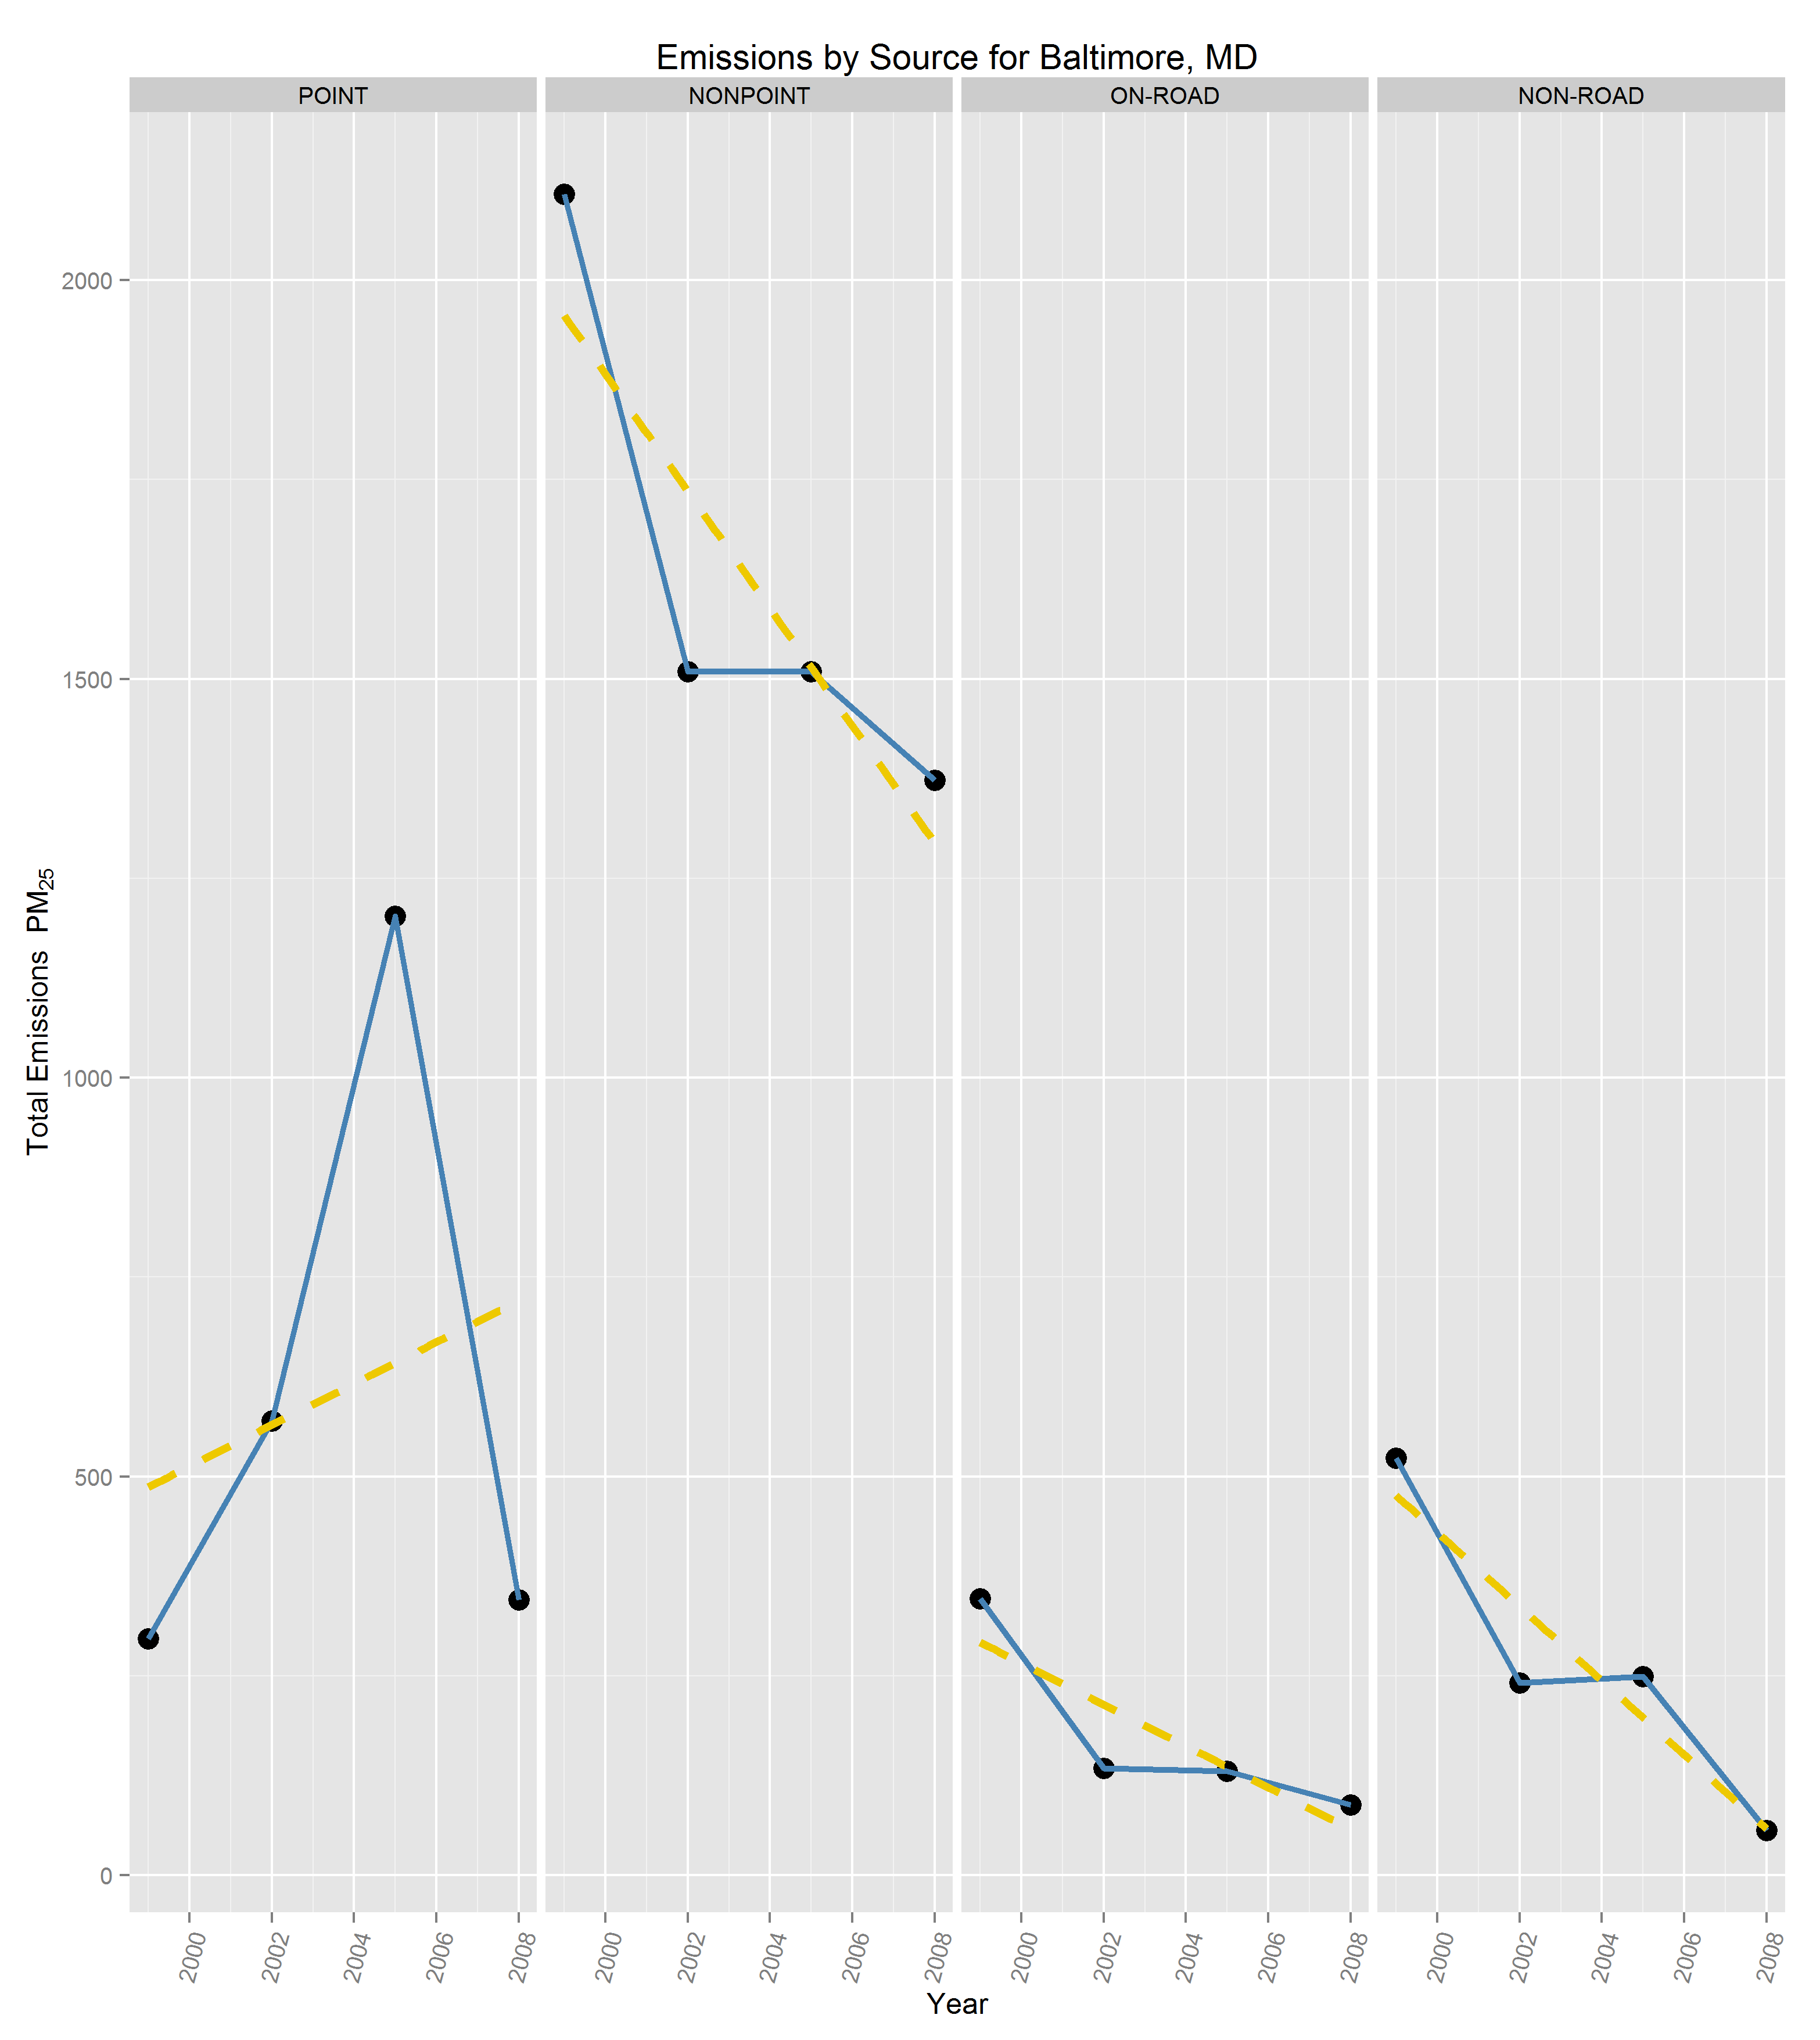 Emissions by Source for Baltimore, MD
POINT NONPOINT ON-ROAD NON-ROAD
2000
1500
1000
500
0
Total Emissions PM25
2000 2002 2004 2006 2008 2000 2002 2004 2006 2008 2000 2002 2004 2006 2008 2000 2002 2004 2006 2008
Year